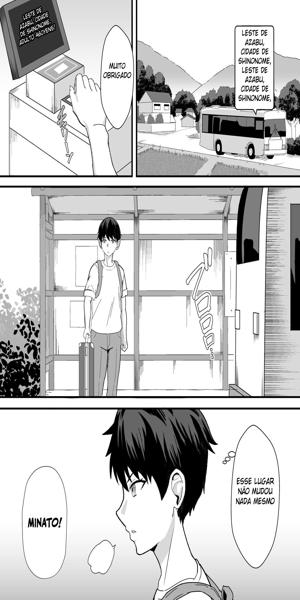 LESTE DE
AZABU,
CIDADE DE
SHINONOME,
LESTE DE
AZABU,
CIDADE DE
SHINONOME,
LESTE DE
AZABU, CIDADE
DE SHINONOME.
MUITO
OBRIGADO
ESSE LUGAR
NÃO MUDOU
NADA MESMO
MINATO!